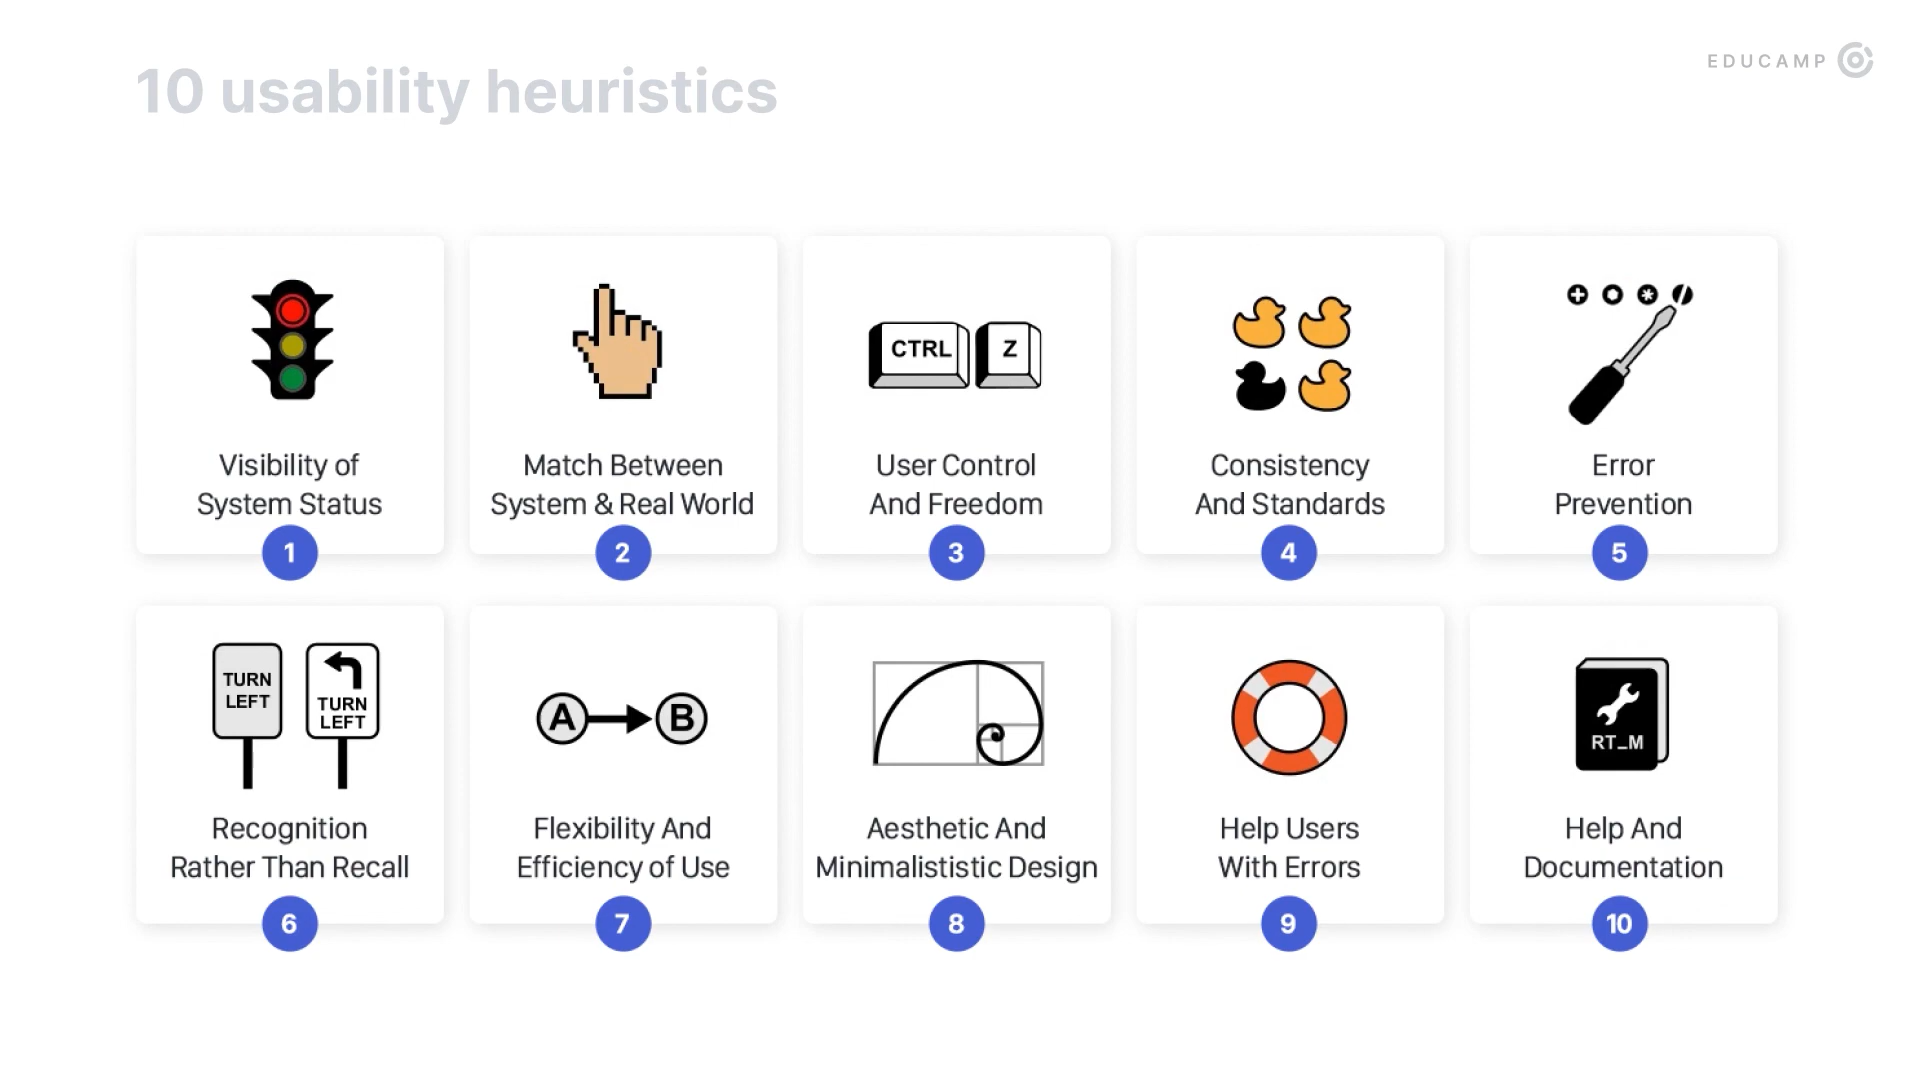 10 usability heuristics
EDUCAMP
CTRL Z
Visibility of
System Status
1
Match Between
System & Real World
2
User Control
And Freedom
3
Consistency
And Standards
4
Error
Prevention
5
TURN
LEFT
TURN
LEFT
Recognition
Rather Than Recall
6
A B
Flexibility And
Efficiency of Use
7
Aesthetic And
Minimalististic Design
8
Help Users
With Errors
9
RT_M
Help And
Documentation
10